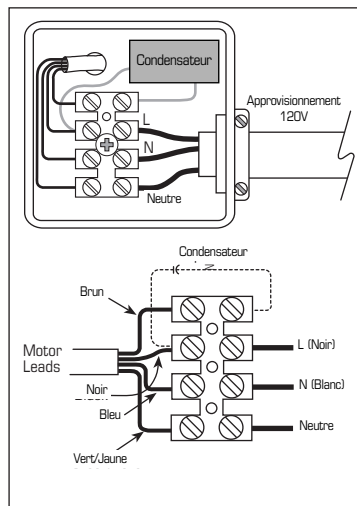 Condensateur
Approvisionnement
120V
L
N
Neutre
Condensateur
Brun
Motor
Leads
L (Noir)
Noir
N (Blanc)
Bleu
Neutre
Vert/Jaune